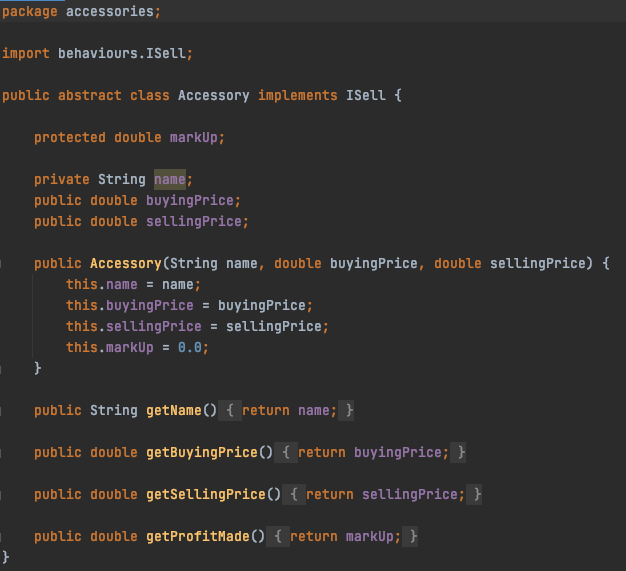 package accessories;
import behaviours.ISell;
public abstract class Accessory implements ISell {
protected double markUp;
private String name;
public double buyingPrice;
public double sellingPrice;
public Accessory(String name, double buyingPrice, double sellingPrice) {
this.name = name;
this.buyingPrice = buyingPrice;
this.sellingPrice = sellingPrice;
this.markUp = 0.0;
}
public String getName() { return name; }
public double getBuyingPrice() { return buyingPrice; }
public double getSellingPrice() { return sellingPrice; }
public double getProfitMade() { return markUp; }
}